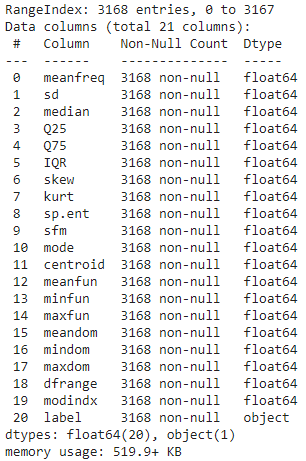 RangeIndex: 3168 entries, 0 to 3167
Data columns (total 21 columns):
 #   Column    Non-Null Count  Dtype
---  ------    --------------  -----
 0   meanfreq  3168 non-null   float64
 1   sd        3168 non-null   float64
 2   median    3168 non-null   float64
 3   Q25       3168 non-null   float64
 4   Q75       3168 non-null   float64
 5   IQR       3168 non-null   float64
 6   skew      3168 non-null   float64
 7   kurt      3168 non-null   float64
 8   sp.ent    3168 non-null   float64
 9   sfm       3168 non-null   float64
 10  mode      3168 non-null   float64
 11  centroid  3168 non-null   float64
 12  meanfun   3168 non-null   float64
 13  minfun    3168 non-null   float64
 14  maxfun    3168 non-null   float64
 15  meandom   3168 non-null   float64
 16  mindom    3168 non-null   float64
 17  maxdom    3168 non-null   float64
 18  dfrange   3168 non-null   float64
 19  modindx   3168 non-null   float64
 20  label     3168 non-null   object
dtypes: float64(20), object(1)
memory usage: 519.9+ KB